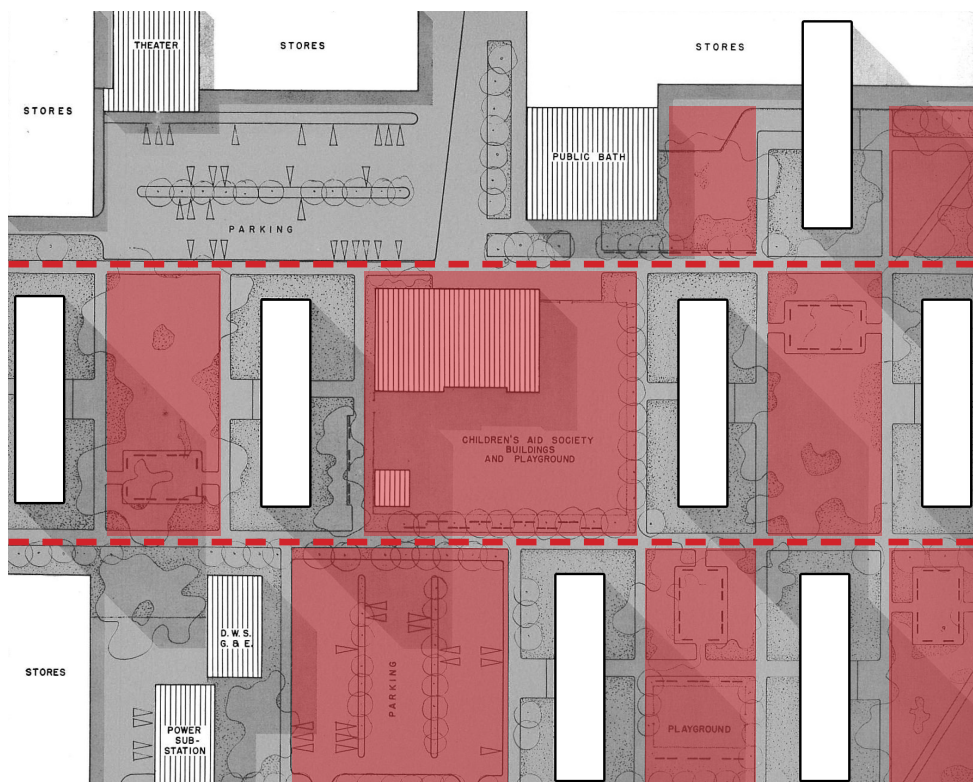 THEATER
STORES
STORES
STORES
PUBLIC BATH
PARKING
CHILDREN'S AID SOCIETY
BUILDINGS
AND PLAYGROUND
D. W. S.
G. & E.
STORES
PARKING
POWER
SUB-
STATION
PLAYGROUND